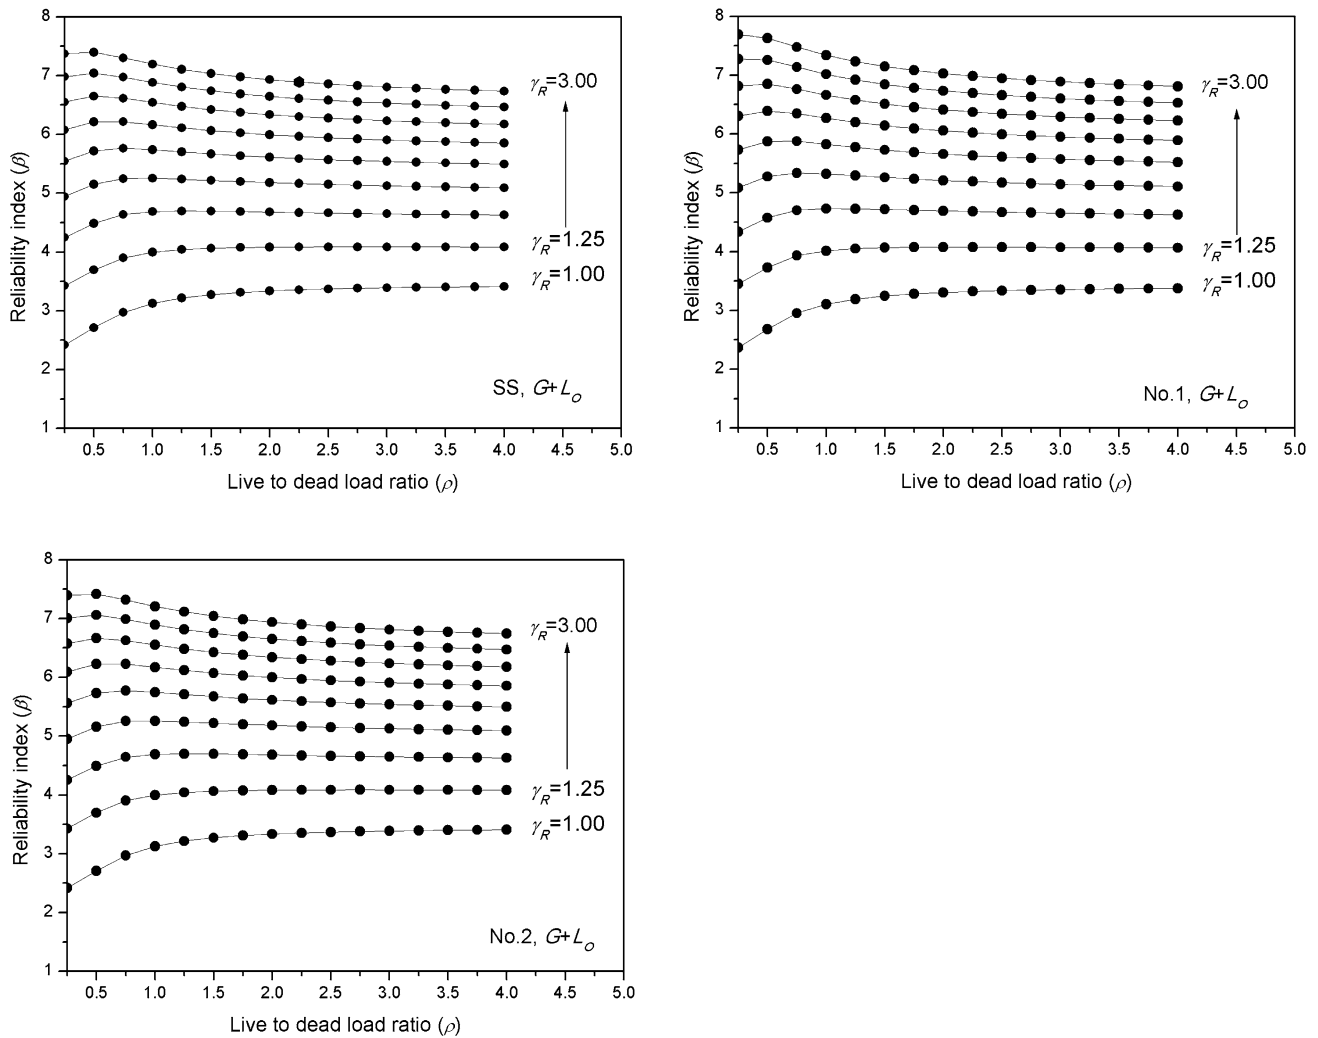 8
7
6
5
4
3
2
1
Reliability index (β)
γR=3.00
γR=1.25
γR=1.00
SS, G+LO
0.5 1.0 1.5 2.0 2.5 3.0 3.5 4.0 4.5 5.0
Live to dead load ratio (ρ)
8
7
6
5
4
3
2
1
Reliability index (β)
γR=3.00
γR=1.25
γR=1.00
No.1, G+LO
0.5 1.0 1.5 2.0 2.5 3.0 3.5 4.0 4.5 5.0
Live to dead load ratio (ρ)
8
7
6
5
4
3
2
1
Reliability index (β)
γR=3.00
γR=1.25
γR=1.00
No.2, G+LO
0.5 1.0 1.5 2.0 2.5 3.0 3.5 4.0 4.5 5.0
Live to dead load ratio (ρ)